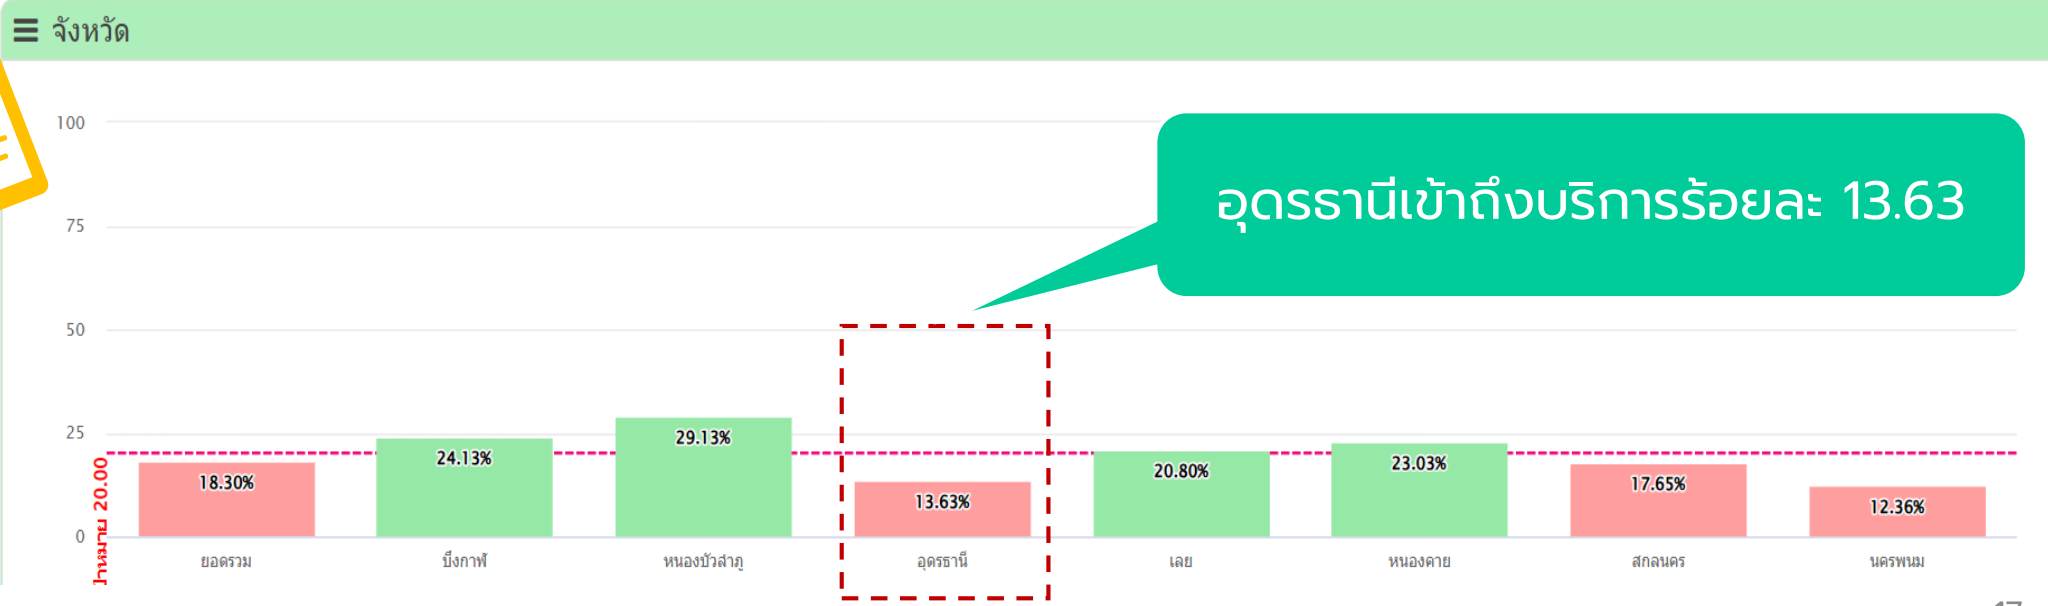 จังหวัด
อุดรธานีเข้าถึงบริการร้อยละ 13.63
100
75
50
25
0
20.00
18.30%
24.13%
29.13%
13.63%
20.80%
23.03%
17.65%
12.36%
ยอดรวม
บึงกาฬ
หนองบัวลำภู
อุดรธานี
เลย
หนองคาย
สกลนคร
นครพนม